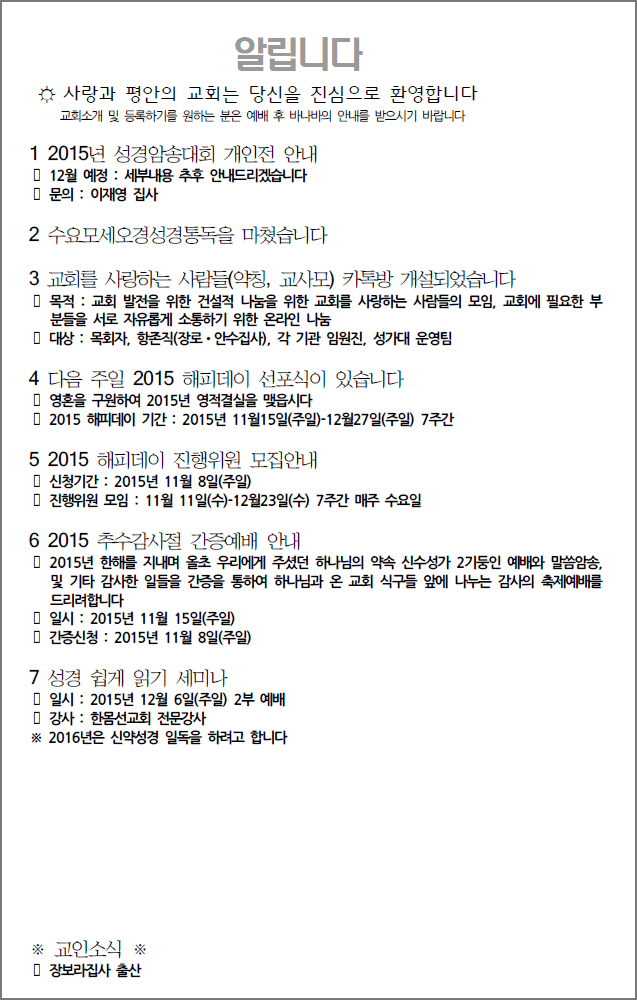 알립니다
☼ 사랑과 평안의 교회는 당신을 진심으로 환영합니다
교회소개 및 등록하기를 원하는 분은 예배 후 바나바의 안내를 받으시기 바랍니다
1 2015년 성경암송대회 개인전 안내
▯ 12월 예정 : 세부내용 추후 안내드리겠습니다
▯ 문의 : 이재영 집사
2 수요모세오경성경통독을 마쳤습니다
3 교회를 사랑하는 사람들(약칭, 교사모) 카톡방 개설되었습니다
▯ 목적 : 교회 발전을 위한 건설적 나눔을 위한 교회를 사랑하는 사람들의 모임, 교회에 필요한 부
분들을 서로 자유롭게 소통하기 위한 온라인 나눔
▯ 대상 : 목회자, 항존직(장로·안수집사), 각 기관 임원진, 성가대 운영팀
4 다음 주일 2015 해피데이 선포식이 있습니다
▯ 영혼을 구원하여 2015년 영적결실을 맺읍시다
▯ 2015 해피데이 기간 : 2015년 11월15일(주일)-12월27일(주일) 7주간
5 2015 해피데이 진행위원 모집안내
▯ 신청기간 : 2015년 11월 8일(주일)
▯ 진행위원 모임 : 11월 11일(수)-12월23일(수) 7주간 매주 수요일
6 2015 추수감사절 간증예배 안내
▯ 2015년 한해를 지내며 올초 우리에게 주셨던 하나님의 약속 신수성가 2기둥인 예배와 말씀암송,
및 기타 감사한 일들을 간증을 통하여 하나님과 온 교회 식구들 앞에 나누는 감사의 축제예배를
드리려합니다
▯ 일시 : 2015년 11월 15일(주일)
▯ 간증신청 : 2015년 11월 8일(주일)
7 성경 쉽게 읽기 세미나
▯ 일시 : 2015년 12월 6일(주일) 2부 예배
▯ 강사 : 한몸선교회 전문강사
※ 2016년은 신약성경 일독을 하려고 합니다
※ 교인소식 ※
▯ 장보라집사 출산